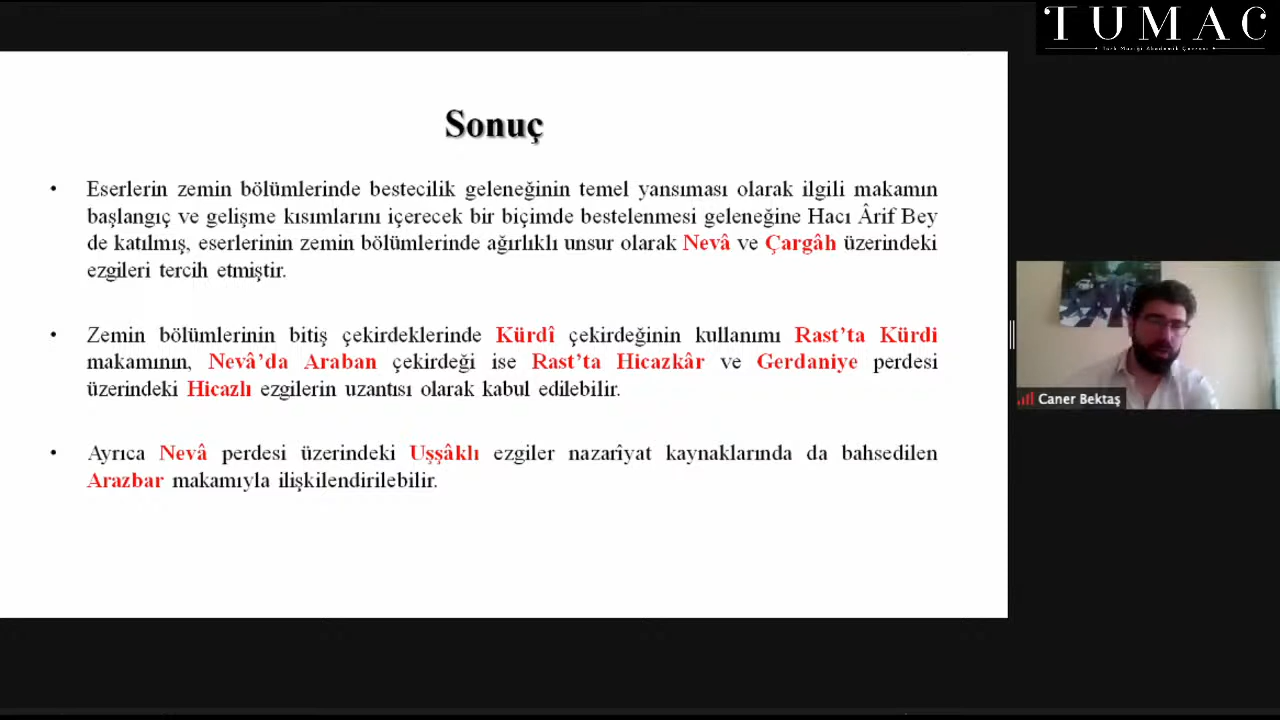 TUMAC
Türk Müziği Akademik Çevresi
Sonuç
• Eserlerin zemin bölümlerinde bestecilik geleneğinin temel yansıması olarak ilgili makamın
başlangıç ve gelişme kısımlarını içerecek bir biçimde bestelenmesi geleneğine Hacı Ârif Bey
de katılmış, eserlerinin zemin bölümlerinde ağırlıklı unsur olarak Nevâ ve Çargâh üzerindeki
ezgileri tercih etmiştir.
• Zemin bölümlerinin bitiş çekirdeklerinde Kürdî çekirdeğinin kullanımı Rast’ta Kürdi
makamının, Nevâ’da Araban çekirdeği ise Rast’ta Hicazkâr ve Gerdaniye perdesi
üzerindeki Hicazlı ezgilerin uzantısı olarak kabul edilebilir.
• Ayrıca Nevâ perdesi üzerindeki Uşşâklı ezgiler nazarîyat kaynaklarında da bahsedilen
Arazbar makamıyla ilişkilendirilebilir.
Caner Bektaş